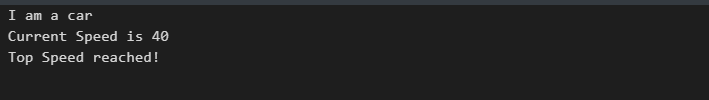 I am a car
Current Speed is 40
Top Speed reached!